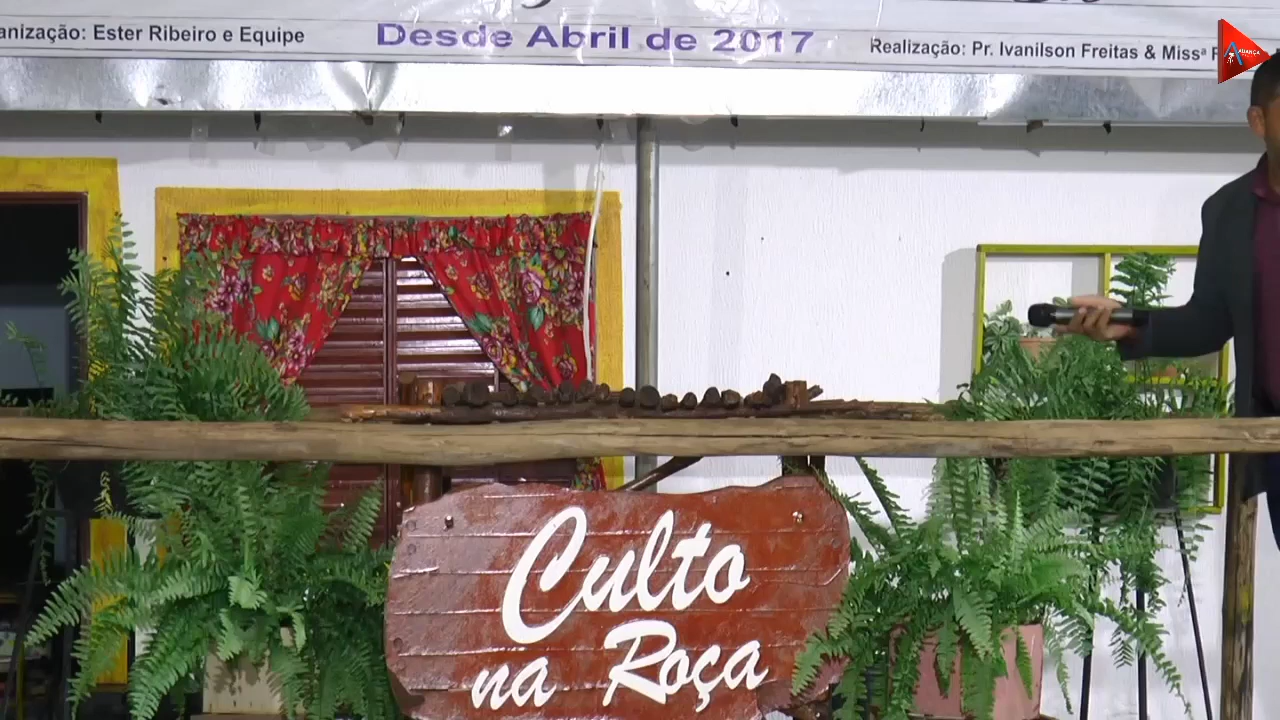 anização: Ester Ribeiro e Equipe
Desde Abril de 2017
Realização: Pr. Ivanilson Freitas & Missª
Culto
na Roça